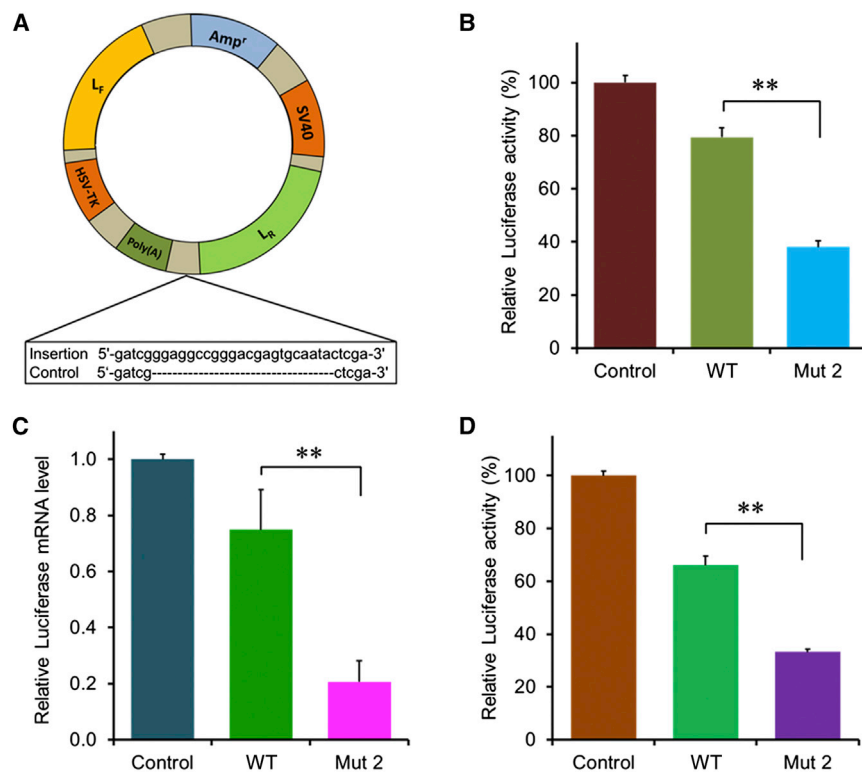 A
Ampʳ
L_F
SV40
HSV-TK
L_R
Poly(A)
Insertion 5'-gatcgggaggccgggacgagtgcaatactcga-3'
Control 5'-gatcg------------------------------ctcga-3'
B
Relative Luciferase activity (%)
100
80
60
40
20
0
**
Control WT Mut 2
C
Relative Luciferase mRNA level
1.0
0.8
0.6
0.4
0.2
0.0
**
Control WT Mut 2
D
Relative Luciferase activity (%)
100
80
60
40
20
0
**
Control WT Mut 2